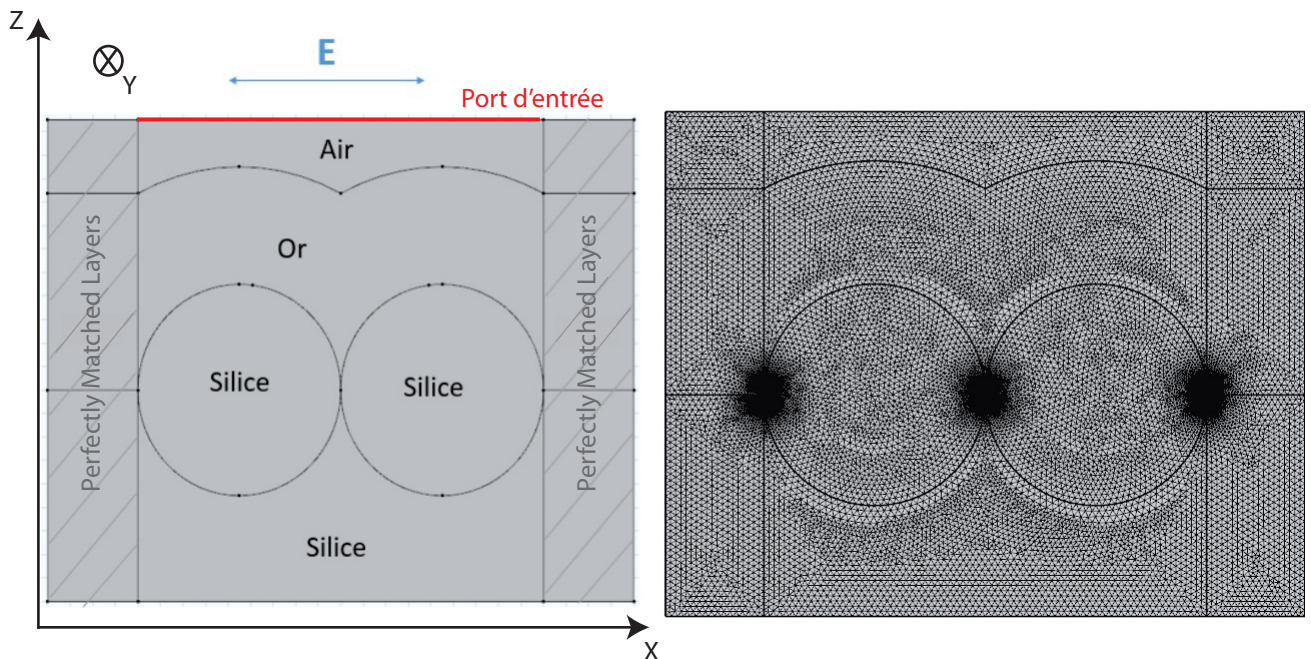 Z
Y
E
Port d'entrée
Air
Or
Perfectly Matched Layers
Silice
Silice
Perfectly Matched Layers
Silice
X